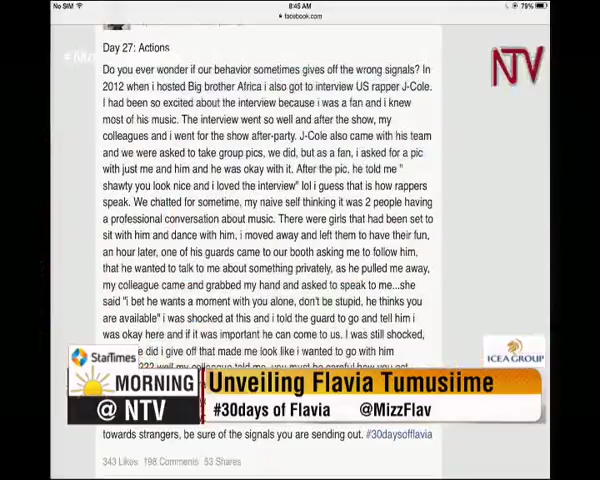 No SIM
8:45 AM
79%
facebook.com
NTV
Day 27: Actions
Do you ever wonder if our behavior sometimes gives off the wrong signals? In
2012 when i hosted Big brother Africa i also got to interview US rapper J-Cole.
I had been so excited about the interview because i was a fan and i knew
most of his music. The interview went so well and after the show, my
colleagues and i went for the show after-party. J-Cole also came with his team
and we were asked to take group pics, we did, but as a fan, i asked for a pic
with just me and him and he was okay with it. After the pic, he told me "
shawty you look nice and i loved the interview" lol i guess that is how rappers
speak. We chatted for sometime, my naive self thinking it was 2 people having
a professional conversation about music. There were girls that had been set to
sit with him and dance with him, i moved away and left them to have their fun,
an hour later, one of his guards came to our booth asking me to follow him,
that he wanted to talk to me about something privately, as he pulled me away,
my colleague came and grabbed my hand and asked to speak to me...she
said "i bet he wants a moment with you alone, don't be stupid, he thinks you
are available" i was shocked at this and i told the guard to go and tell him i
was okay here and if it was important he can come to us. I was still shocked,
did i give off that made me look like i wanted to go with him
well my colleague told me, you must be careful how you get
StarTimes
ICEA GROUP
MORNING
@ NTV
Unveiling Flavia Tumusiime
#30days of Flavia @MizzFlav
towards strangers, be sure of the signals you are sending out. #30daysofflavia
343 Likes 198 Comments 53 Shares